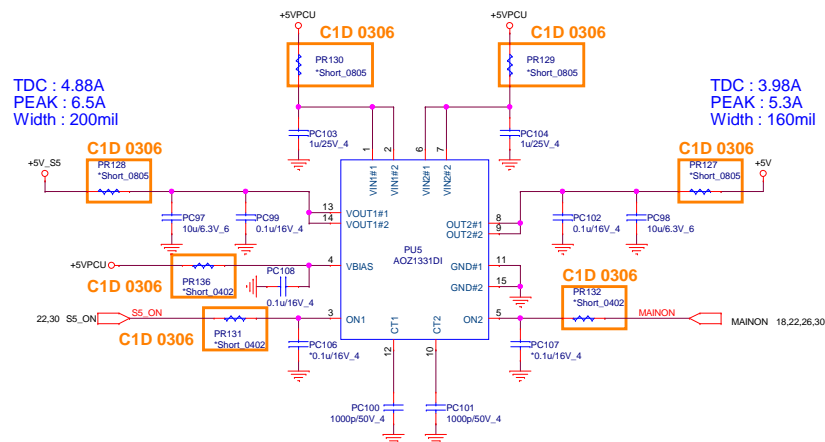 +5VPCU
+5VPCU
C1D 0306
C1D 0306
PR130
*Short_0805
PR129
*Short_0805
TDC : 4.88A
PEAK : 6.5A
Width : 200mil
TDC : 3.98A
PEAK : 5.3A
Width : 160mil
PC103
1u/25V_4
PC104
1u/25V_4
1
2
6
7
VIN1#1
VIN1#2
VIN2#1
VIN2#2
+5V_S5
C1D 0306
PR128
*Short_0805
C1D 0306
PR127
*Short_0805
+5V
PC97
10u/6.3V_6
PC99
0.1u/16V_4
13
14
VOUT1#1
VOUT1#2
OUT2#1
OUT2#2
8
9
PC102
0.1u/16V_4
PC98
10u/6.3V_6
PU5
AOZ1331DI
+5VPCU
PR136
*Short_0402
C1D 0306
PC108
0.1u/16V_4
4
VBIAS
GND#1
GND#2
11
15
C1D 0306
PR132
*Short_0402
22,30 S5_ON
S5_ON
PR131
*Short_0402
C1D 0306
3
ON1
ON2
5
MAINON
MAINON 18,22,26,30
PC106
*0.1u/16V_4
PC107
*0.1u/16V_4
CT1
CT2
12
10
PC100
1000p/50V_4
PC101
1000p/50V_4